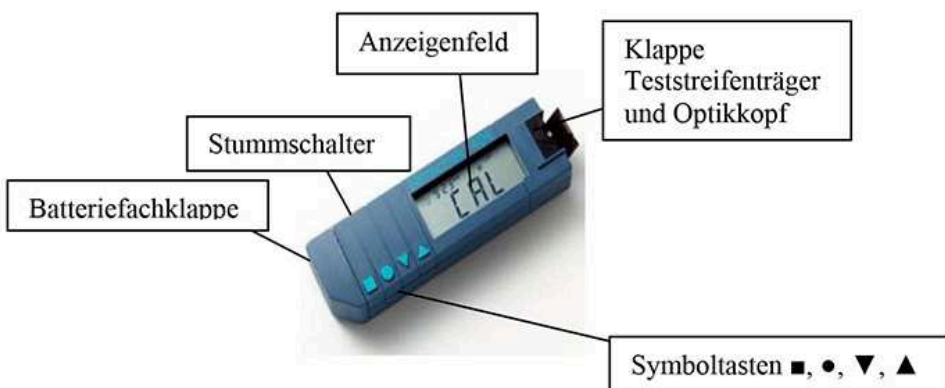 Anzeigenfeld
Klappe
Teststreifenträger
und Optikkopf
Stummschalter
Batteriefachklappe
CAL
Symboltasten ■, ●, ▼, ▲